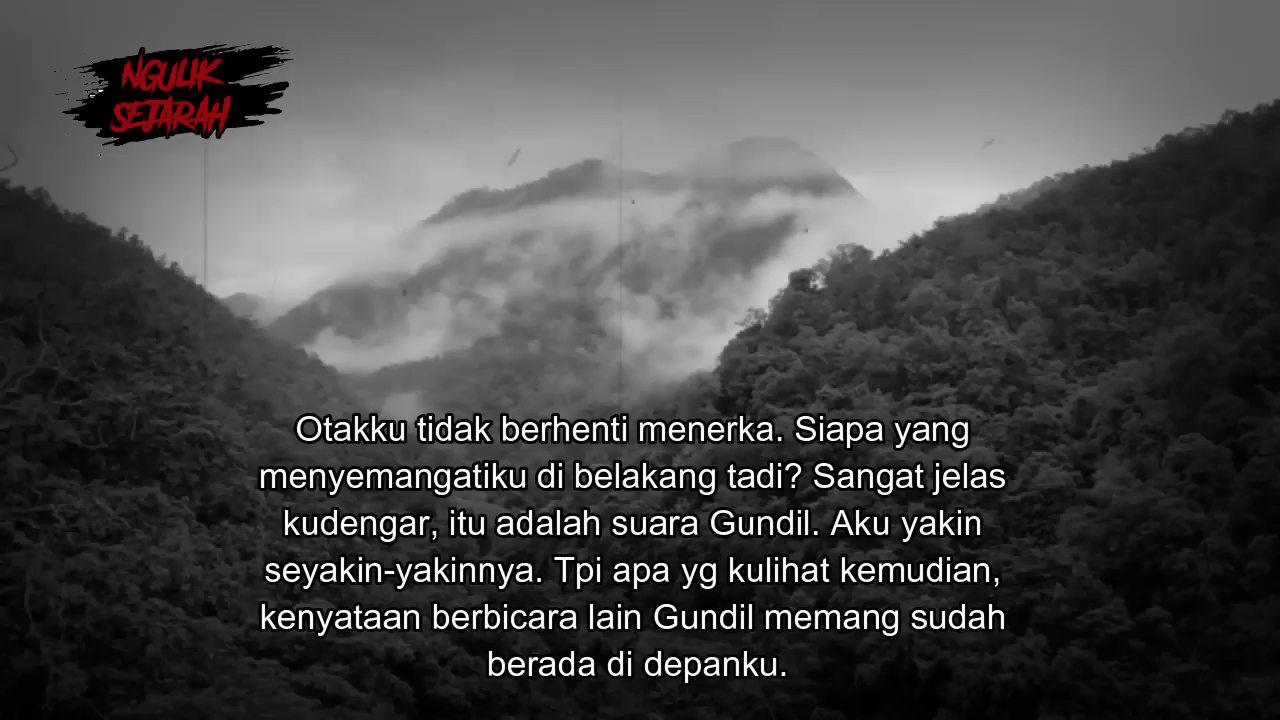 NGULIK
SEJARAH
Otakku tidak berhenti menerka. Siapa yang
menyemangatiku di belakang tadi? Sangat jelas
kudengar, itu adalah suara Gundil. Aku yakin
seyakin-yakinnya. Tpi apa yg kulihat kemudian,
kenyataan berbicara lain Gundil memang sudah
berada di depanku.